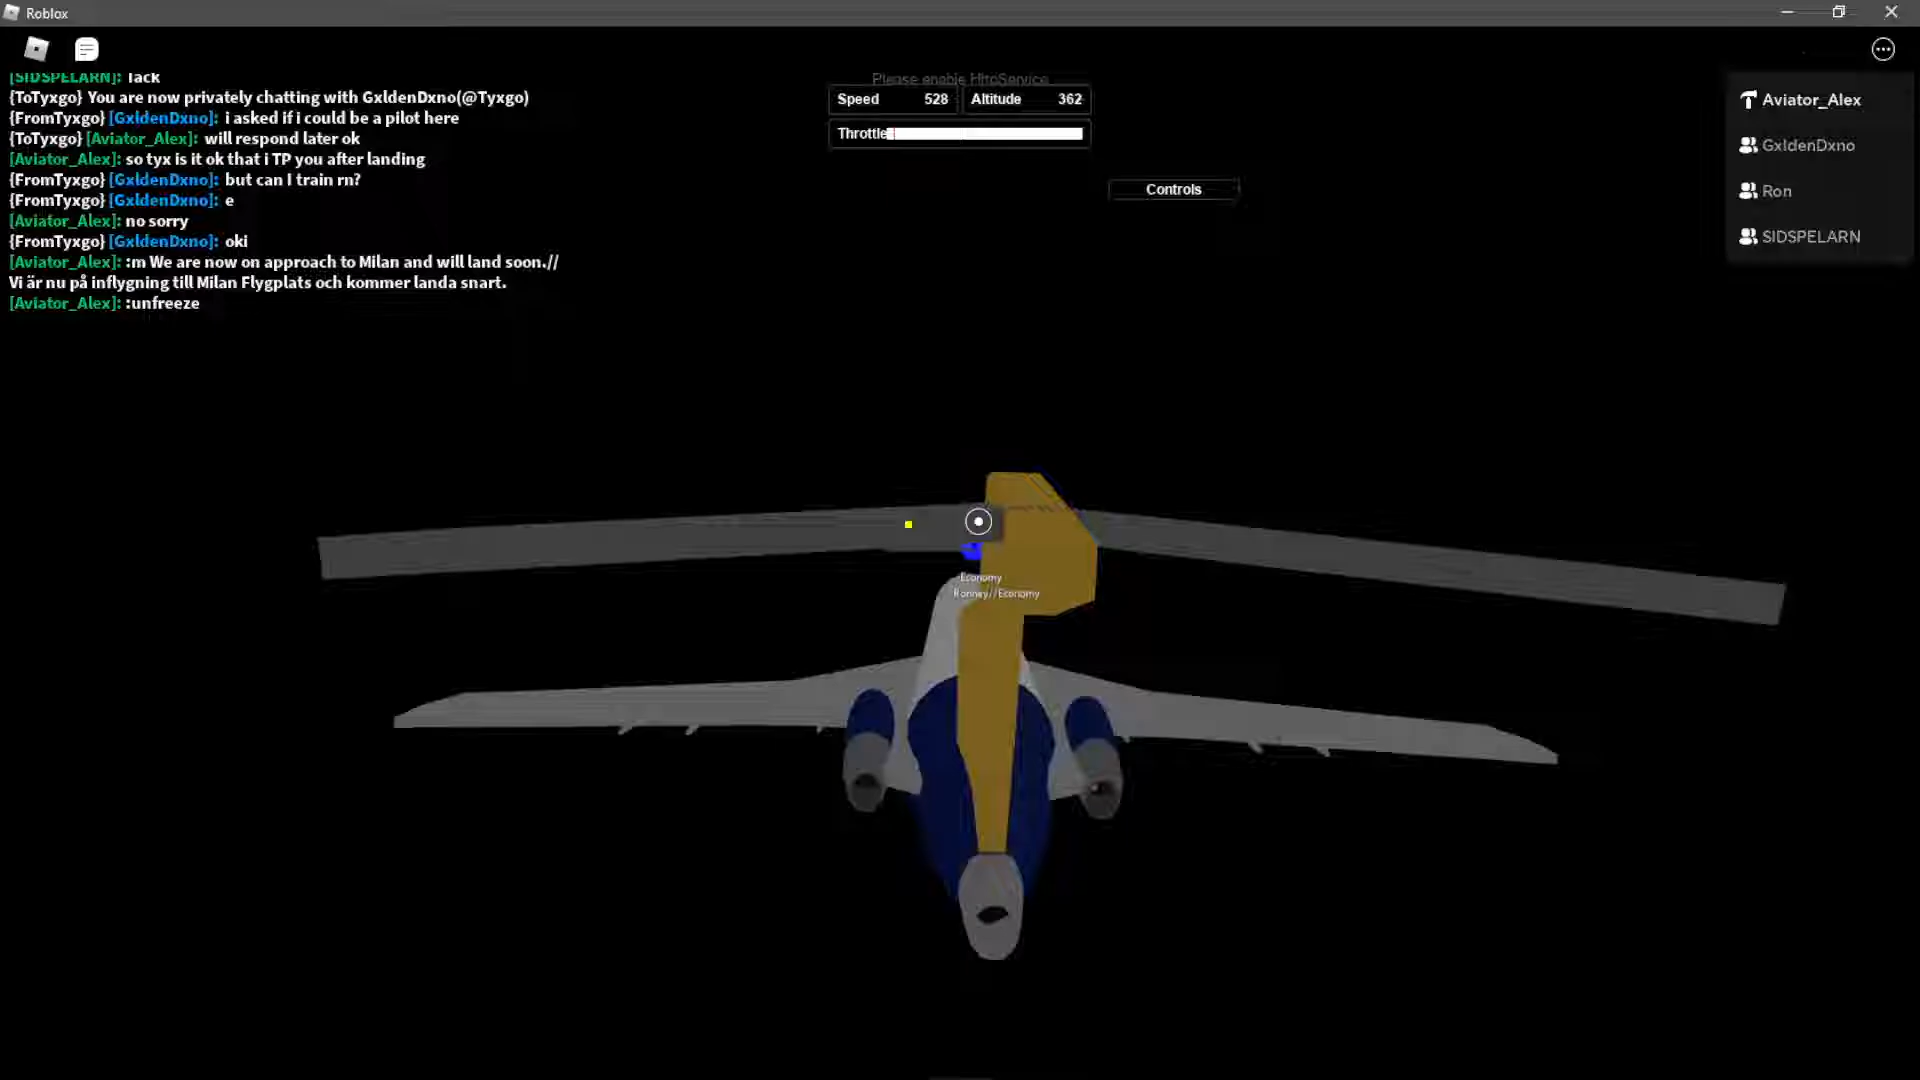 Roblox
[SIDSPELARN]: Tack
{ToTyxgo} You are now privately chatting with GxldenDxno(@Tyxgo)
{FromTyxgo} [GxldenDxno]: i asked if i could be a pilot here
{ToTyxgo} [Aviator_Alex]: will respond later ok
[Aviator_Alex]: so tyx is it ok that i TP you after landing
{FromTyxgo} [GxldenDxno]: but can I train rn?
{FromTyxgo} [GxldenDxno]: e
[Aviator_Alex]: no sorry
{FromTyxgo} [GxldenDxno]: oki
[Aviator_Alex]: :m We are now on approach to Milan and will land soon.//
Vi är nu på inflygning till Milan Flygplats och kommer landa snart.
[Aviator_Alex]: :unfreeze
Please enable HttpService
Speed 528 Altitude 362
Throttle
Controls
Aviator_Alex
GxldenDxno
Ron
SIDSPELARN
Economy
Ronney//Economy